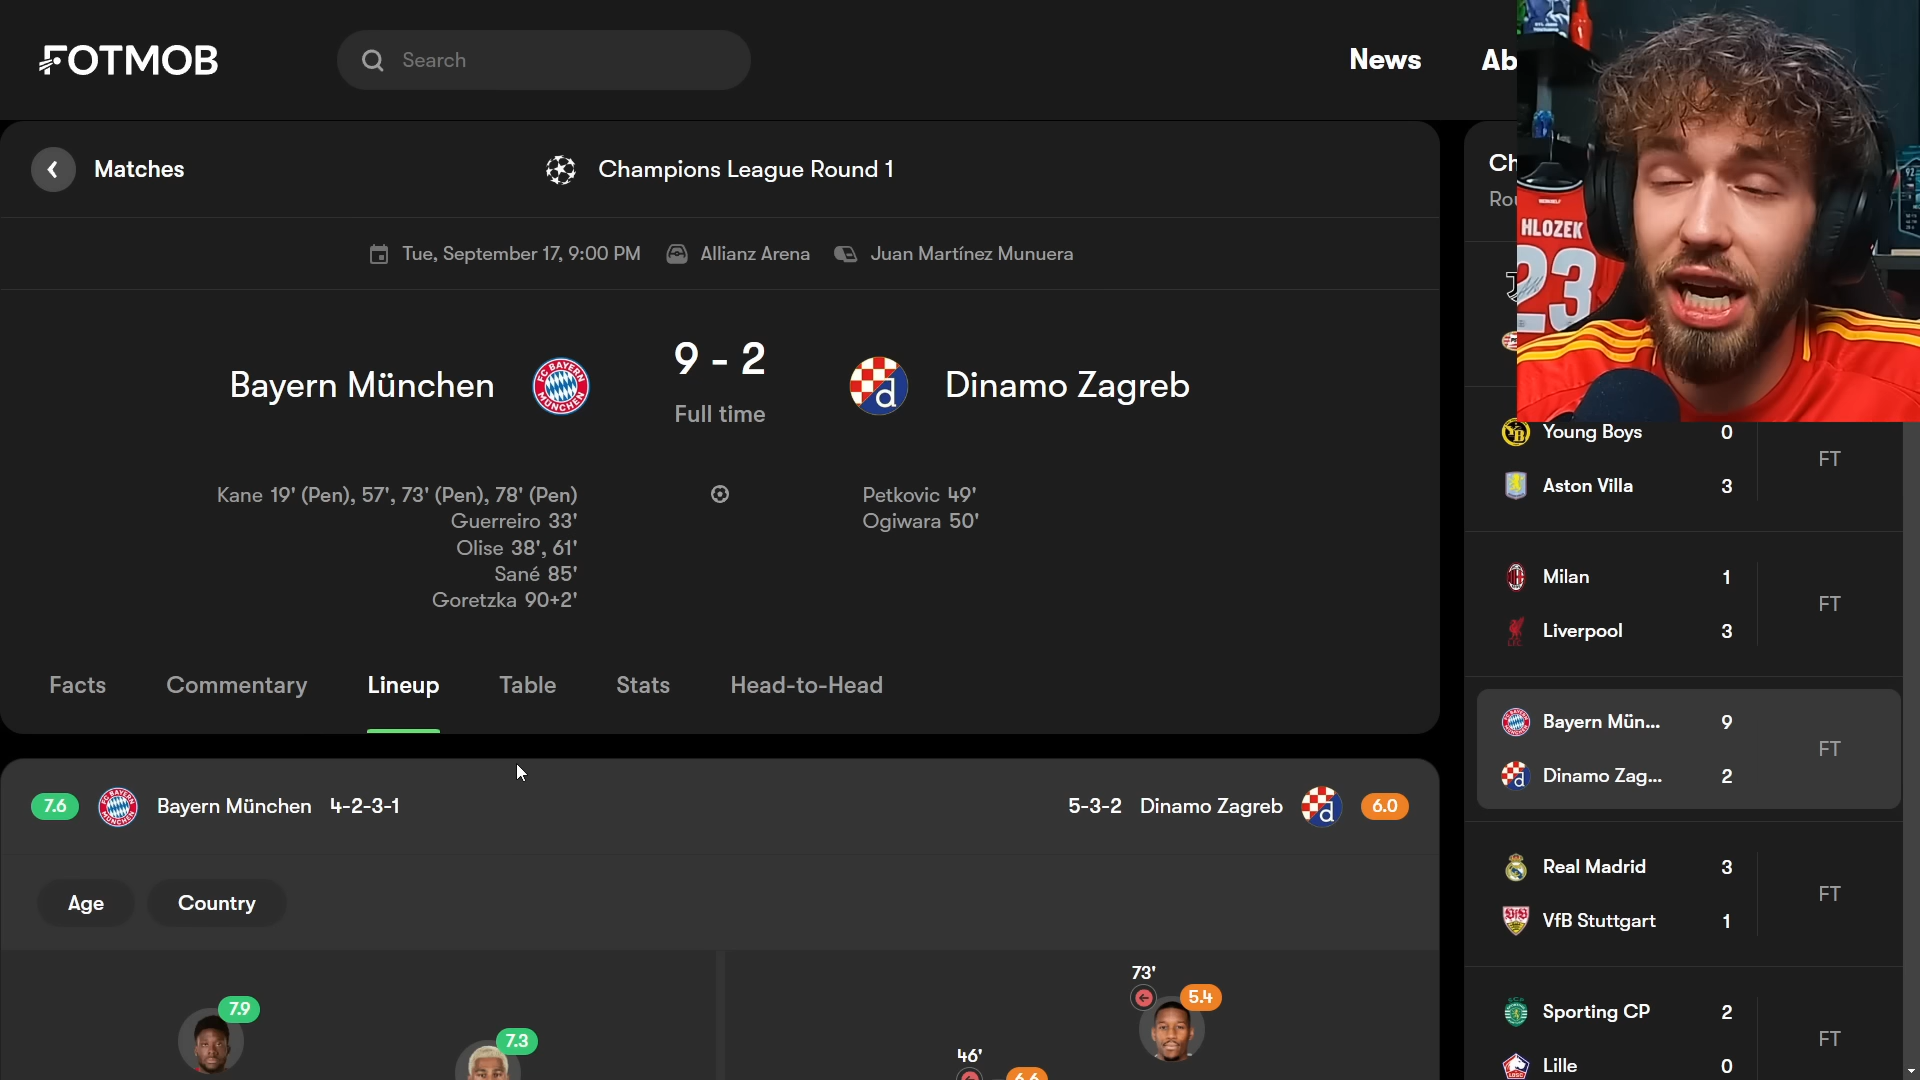 FOTMOB
Search
News
Ab
Matches
Champions League Round 1
Tue, September 17, 9:00 PM
Allianz Arena
Juan Martínez Munuera
Bayern München
9 - 2
Full time
Dinamo Zagreb
Kane 19' (Pen), 57', 73' (Pen), 78' (Pen)
Guerreiro 33'
Olise 38', 61'
Sané 85'
Goretzka 90+2'
Petkovic 49'
Ogiwara 50'
Facts
Commentary
Lineup
Table
Stats
Head-to-Head
7.6
Bayern München 4-2-3-1
5-3-2 Dinamo Zagreb
6.0
Age
Country
7.9
7.3
73'
5.4
46'
6.6
Ch
Rou
HLOZEK
23
92
Young Boys 0
FT
Aston Villa 3
Milan 1
FT
Liverpool 3
Bayern Mün... 9
FT
Dinamo Zag... 2
Real Madrid 3
FT
VfB Stuttgart 1
Sporting CP 2
FT
Lille 0